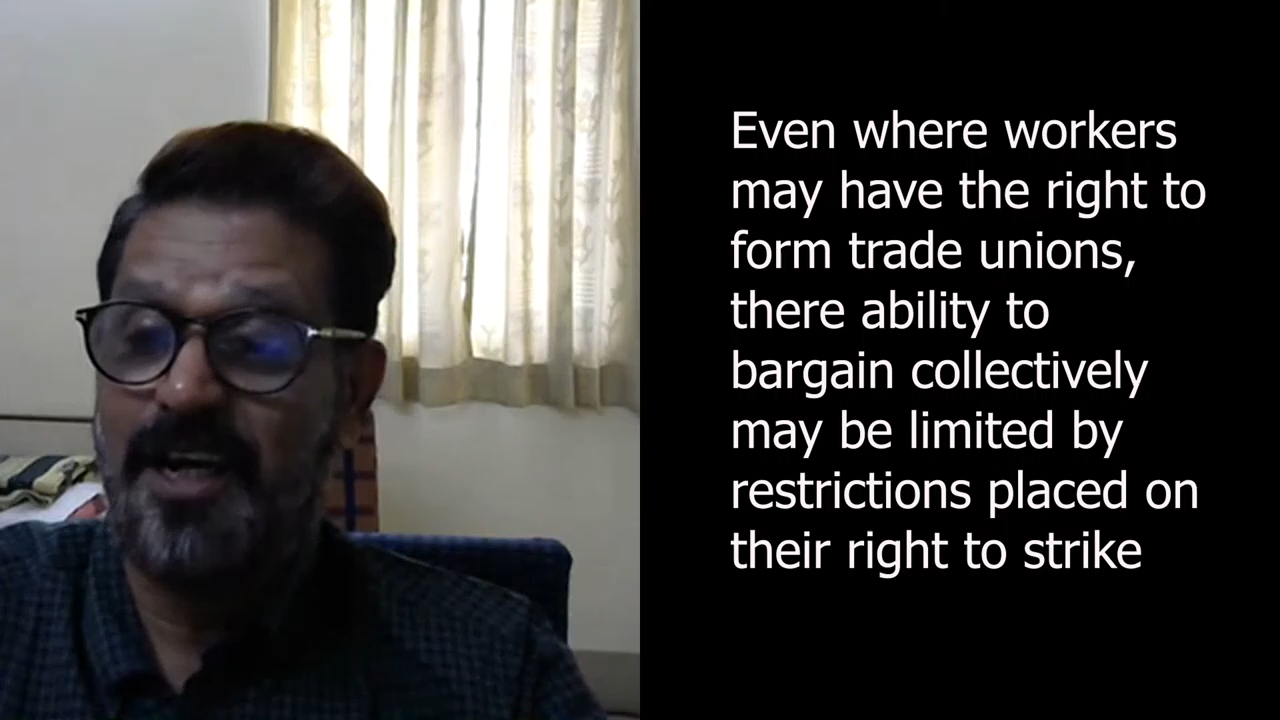 Even where workers
may have the right to
form trade unions,
there ability to
bargain collectively
may be limited by
restrictions placed on
their right to strike